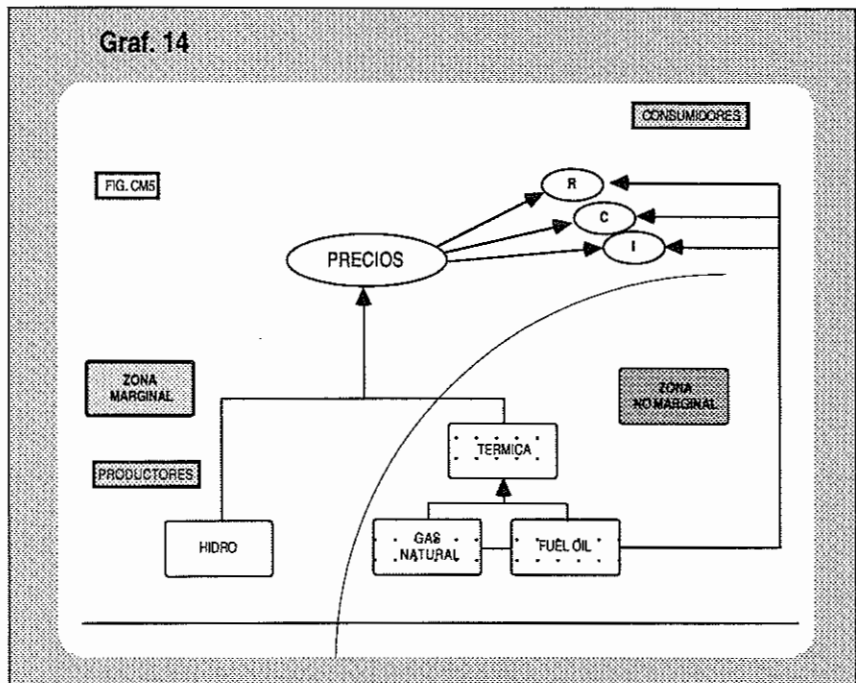 Graf. 14
CONSUMIDORES
FIG. CM5
R
C
I
PRECIOS
ZONA
MARGINAL
ZONA
NO MARGINAL
TERMICA
PRODUCTORES
HIDRO
GAS
NATURAL
FUEL OIL